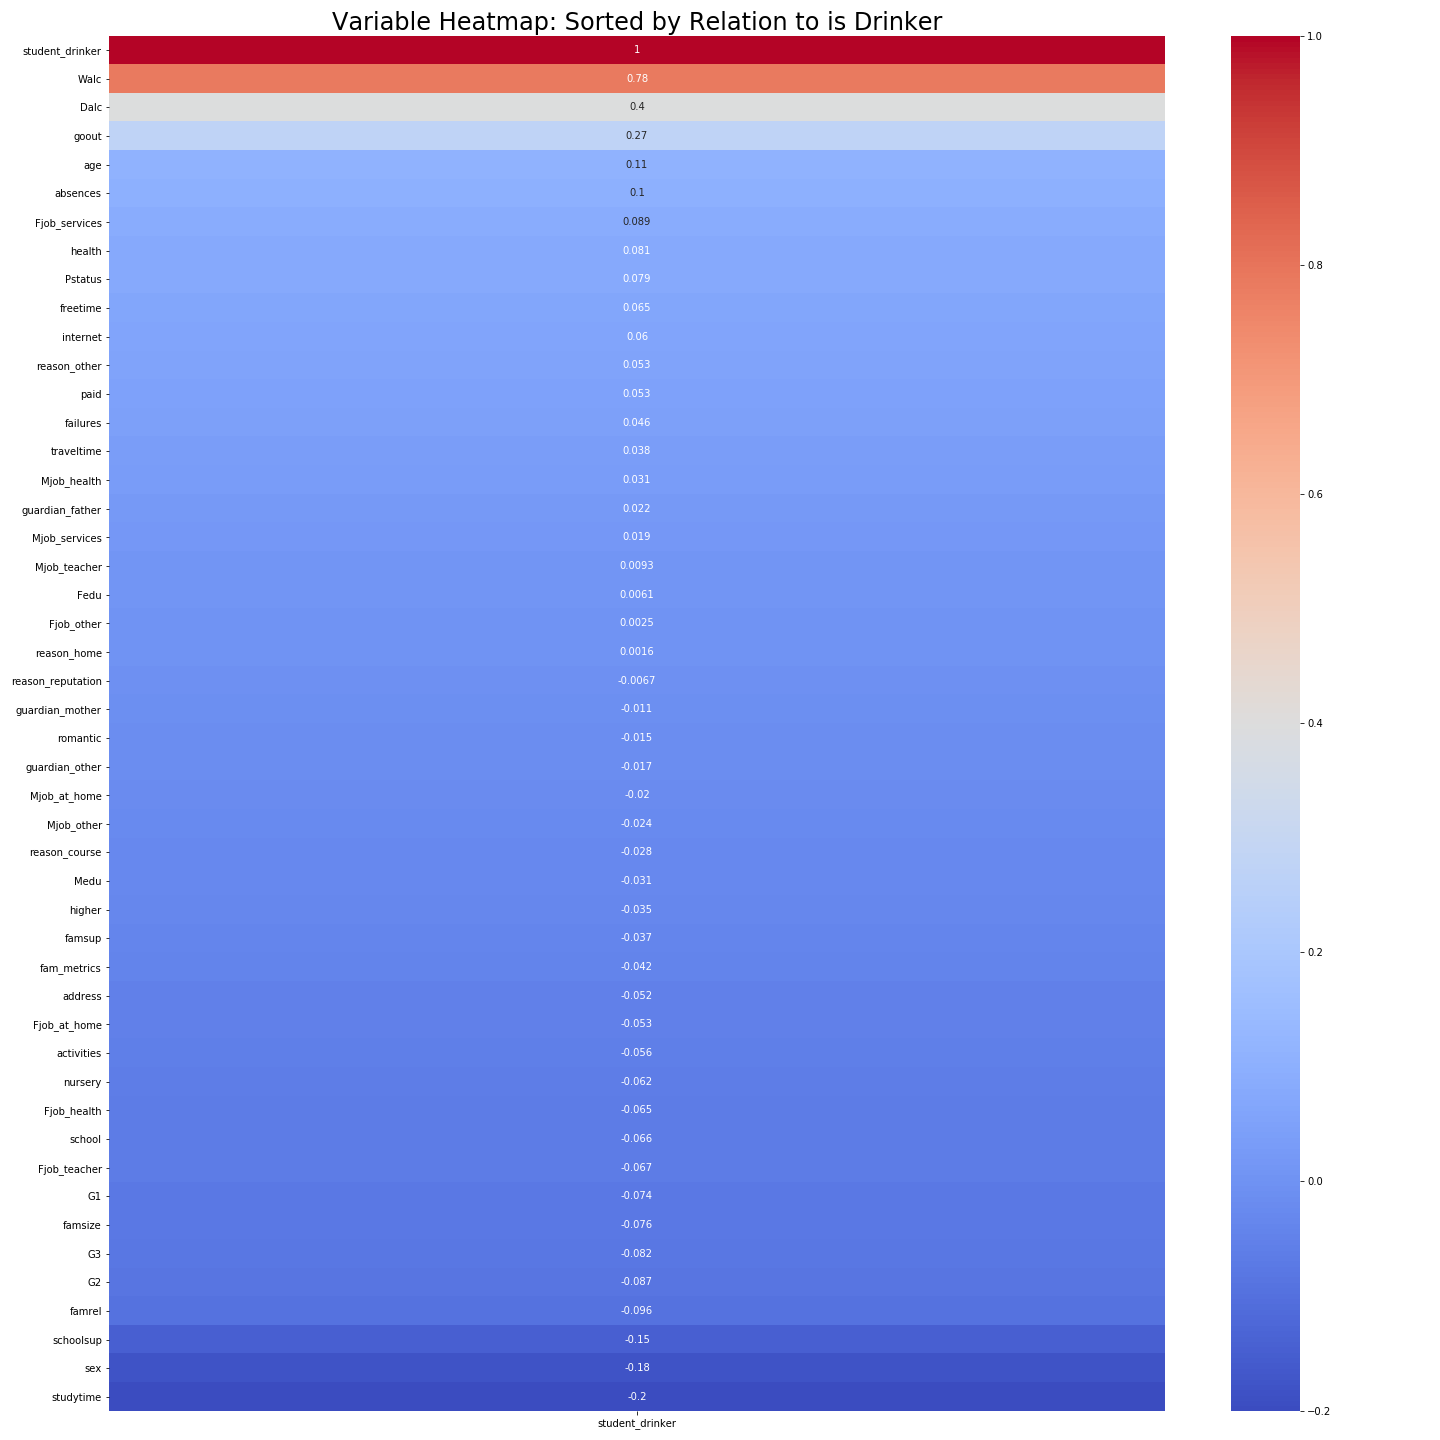 Variable Heatmap: Sorted by Relation to is Drinker
student_drinker 1
Walc 0.78
Dalc 0.4
goout 0.27
age 0.11
absences 0.1
Fjob_services 0.089
health 0.081
Pstatus 0.079
freetime 0.065
internet 0.06
reason_other 0.053
paid 0.053
failures 0.046
traveltime 0.038
Mjob_health 0.031
guardian_father 0.022
Mjob_services 0.019
Mjob_teacher 0.0093
Fedu 0.0061
Fjob_other 0.0025
reason_home 0.0016
reason_reputation -0.0067
guardian_mother -0.011
romantic -0.015
guardian_other -0.017
Mjob_at_home -0.02
Mjob_other -0.024
reason_course -0.028
Medu -0.031
higher -0.035
famsup -0.037
fam_metrics -0.042
address -0.052
Fjob_at_home -0.053
activities -0.056
nursery -0.062
Fjob_health -0.065
school -0.066
Fjob_teacher -0.067
G1 -0.074
famsize -0.076
G3 -0.082
G2 -0.087
famrel -0.096
schoolsup -0.15
sex -0.18
studytime -0.2
student_drinker
1.0
0.8
0.6
0.4
0.2
0.0
−0.2